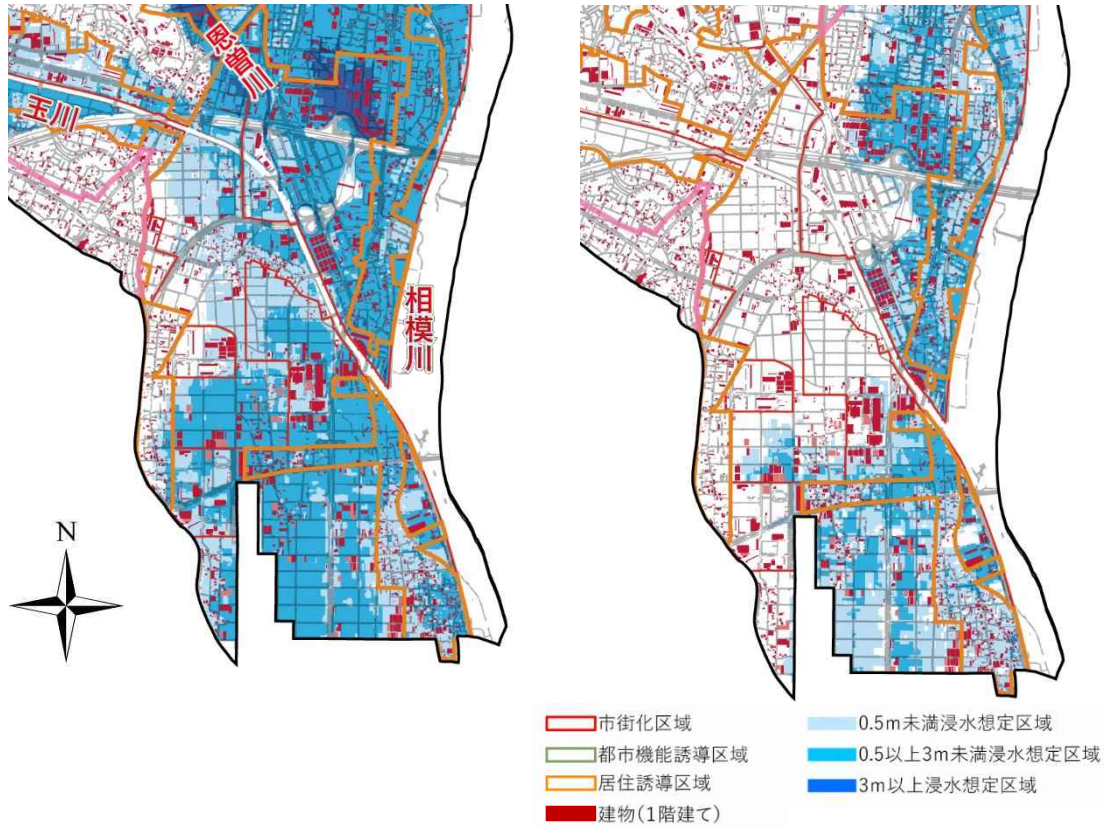 恩曽川
玉川
相模川
N
市街化区域
都市機能誘導区域
居住誘導区域
建物(1階建て)
0.5m未満浸水想定区域
0.5以上3m未満浸水想定区域
3m以上浸水想定区域